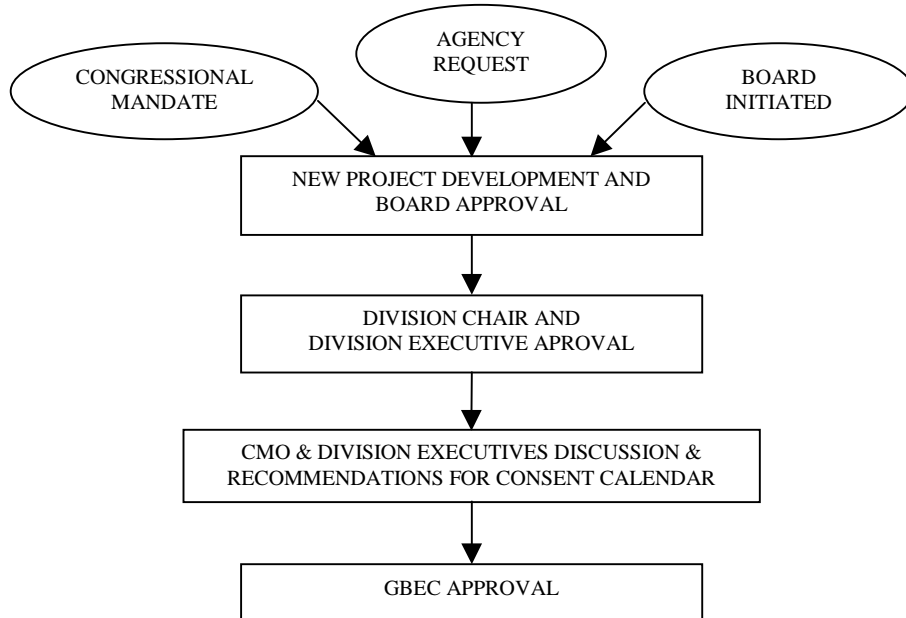 AGENCY
REQUEST
CONGRESSIONAL
MANDATE
BOARD
INITIATED
NEW PROJECT DEVELOPMENT AND
BOARD APPROVAL
DIVISION CHAIR AND
DIVISION EXECUTIVE APROVAL
CMO & DIVISION EXECUTIVES DISCUSSION &
RECOMMENDATIONS FOR CONSENT CALENDAR
GBEC APPROVAL